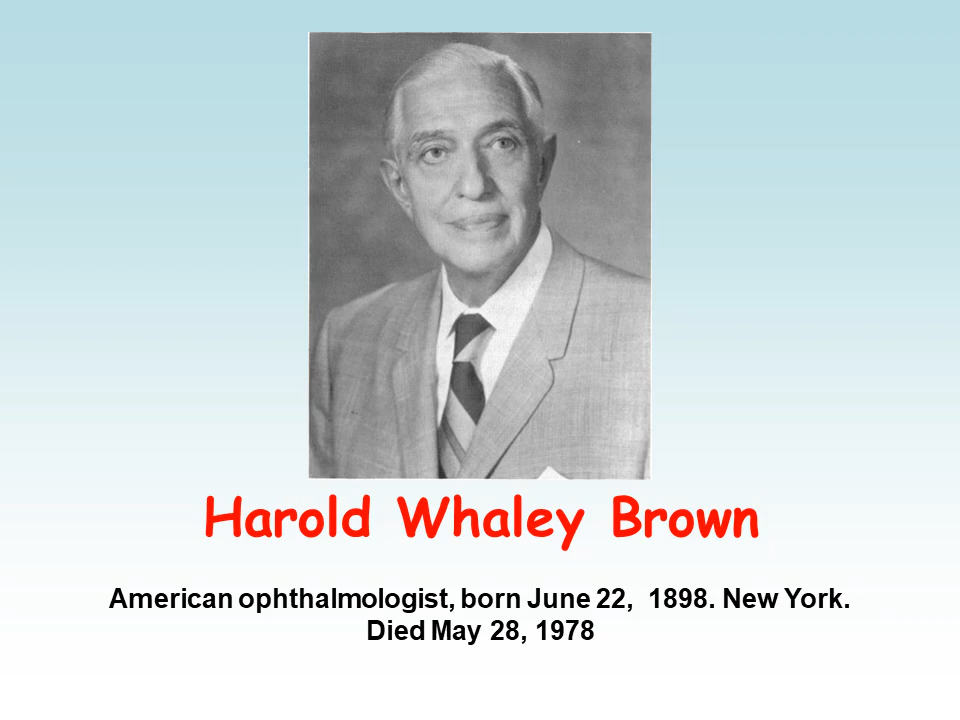 Harold Whaley Brown
American ophthalmologist, born June 22,  1898. New York.
Died May 28, 1978